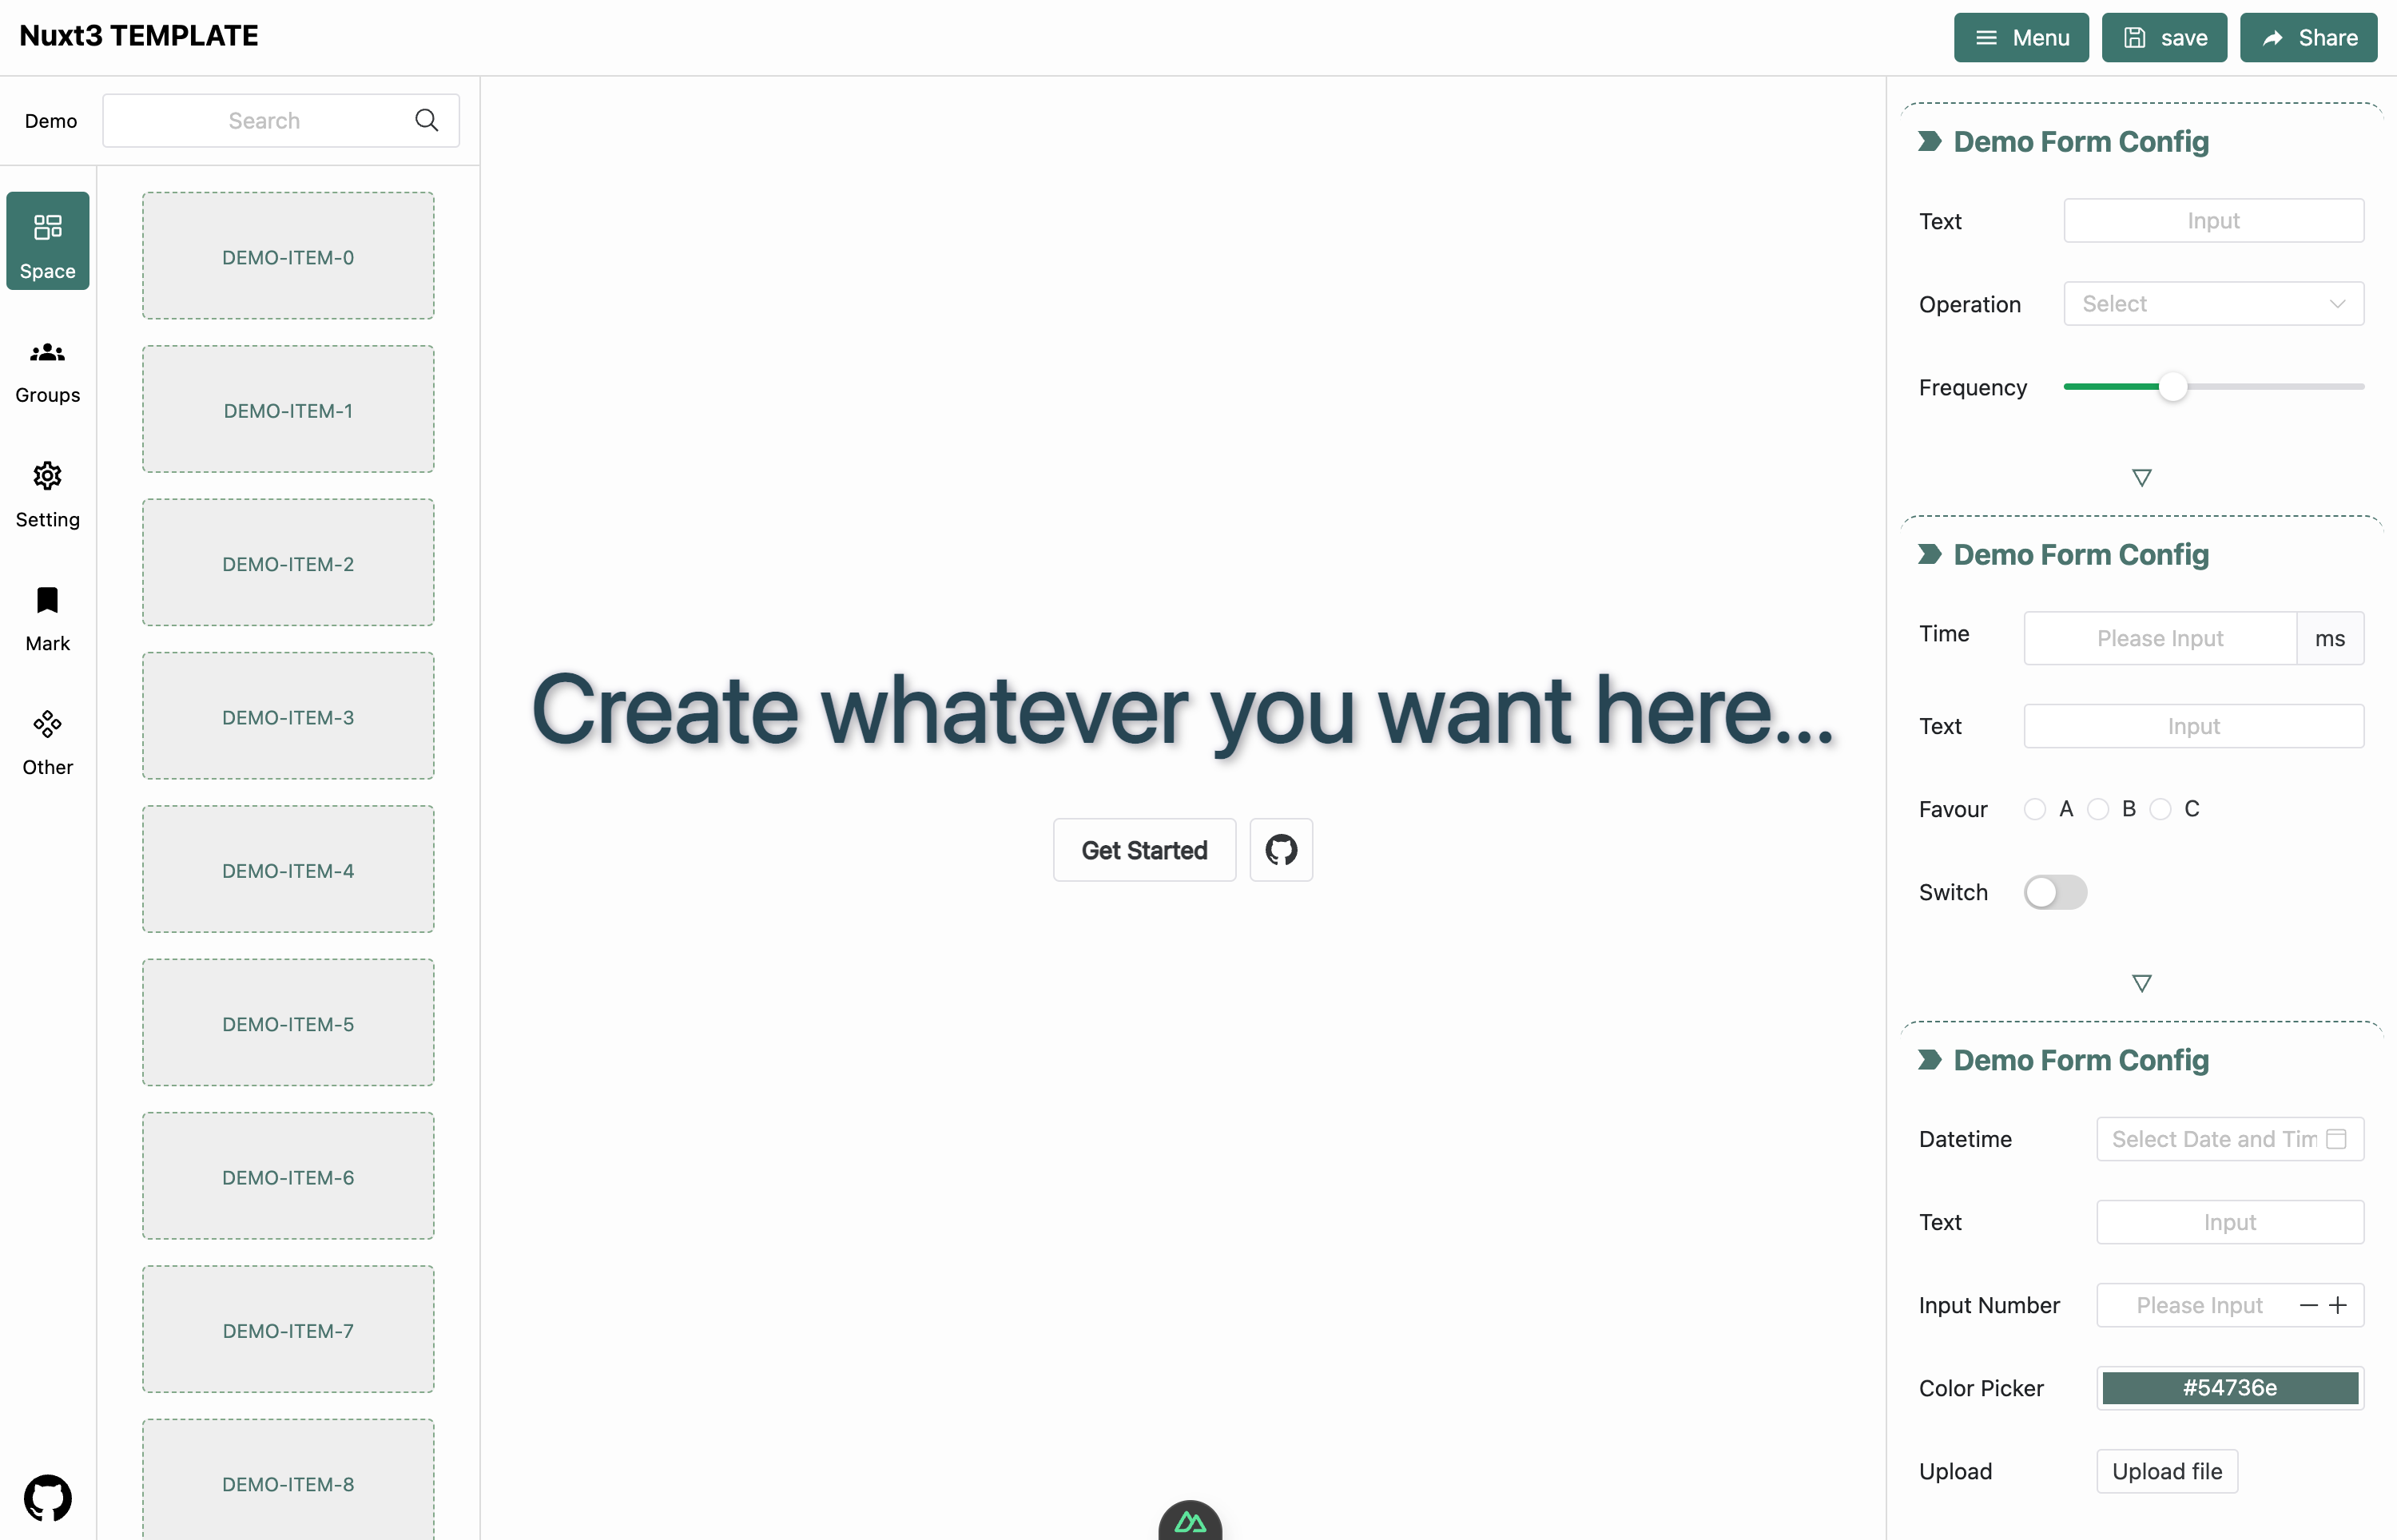 Nuxt3 TEMPLATE
Menu
save
Share
Demo
Search
Space
Groups
Setting
Mark
Other
DEMO-ITEM-0
DEMO-ITEM-1
DEMO-ITEM-2
DEMO-ITEM-3
DEMO-ITEM-4
DEMO-ITEM-5
DEMO-ITEM-6
DEMO-ITEM-7
DEMO-ITEM-8
Create whatever you want here...
Get Started
Demo Form Config
Text Input
Operation Select
Frequency
Demo Form Config
Time Please Input ms
Text Input
Favour A B C
Switch
Demo Form Config
Datetime Select Date and Tim
Text Input
Input Number Please Input
Color Picker #54736e
Upload Upload file